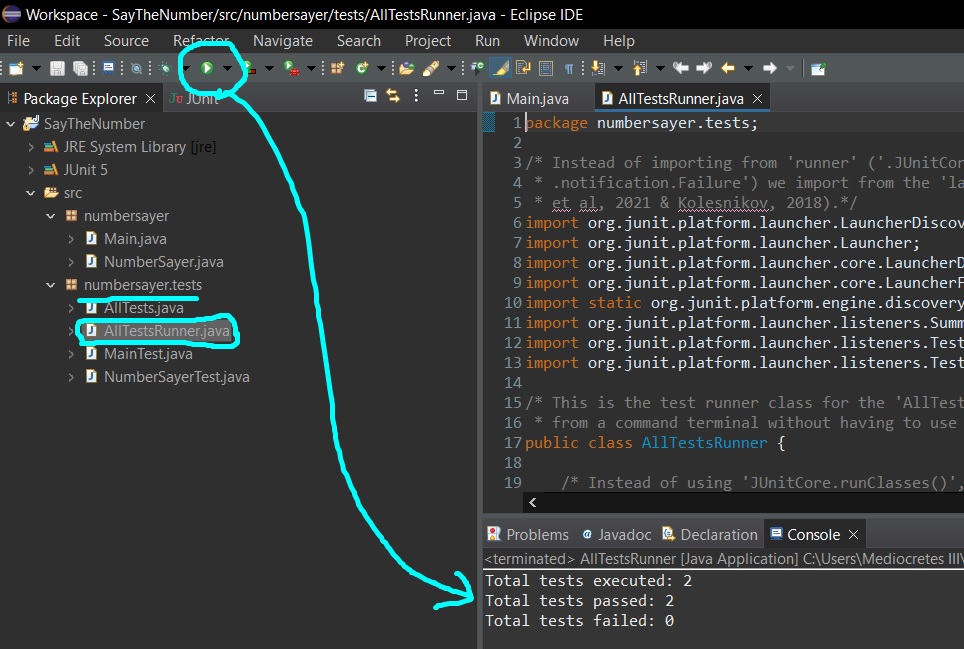 Workspace - SayTheNumber/src/numbersayer/tests/AllTestsRunner.java - Eclipse IDE
File Edit Source Refactor Navigate Search Project Run Window Help
Package Explorer
JUnit
Main.java
AllTestsRunner.java
SayTheNumber
JRE System Library [jre]
JUnit 5
src
numbersayer
Main.java
NumberSayer.java
numbersayer.tests
AllTests.java
AllTestsRunner.java
MainTest.java
NumberSayerTest.java
1 package numbersayer.tests;
2
3 /* Instead of importing from 'runner' ('.JUnitCor
4 * .notification.Failure') we import from the 'la
5 * et al, 2021 & Kolesnikov, 2018).*/
6 import org.junit.platform.launcher.LauncherDiscov
7 import org.junit.platform.launcher.Launcher;
8 import org.junit.platform.launcher.core.LauncherD
9 import org.junit.platform.launcher.core.LauncherF
10 import static org.junit.platform.engine.discovery
11 import org.junit.platform.launcher.listeners.Summ
12 import org.junit.platform.launcher.listeners.Test
13 import org.junit.platform.launcher.listeners.Test
14
15 /* This is the test runner class for the 'AllTest
16 * from a command terminal without having to use
17 public class AllTestsRunner {
18
19 /* Instead of using 'JUnitCore.runClasses()',
Problems Javadoc Declaration Console
<terminated> AllTestsRunner [Java Application] C:\Users\Mediocretes III\
Total tests executed: 2
Total tests passed: 2
Total tests failed: 0